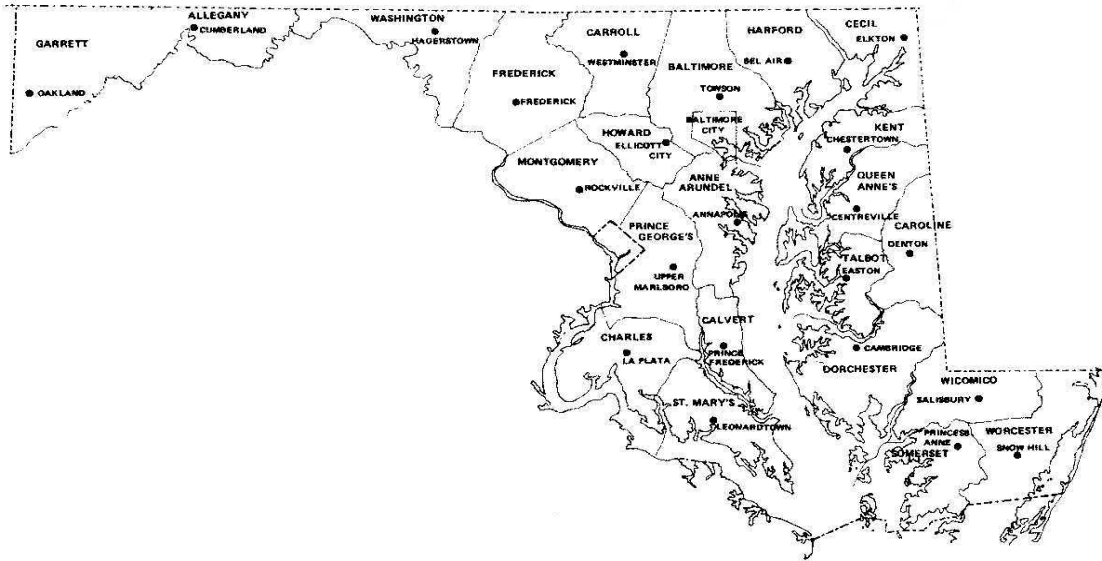 GARRETT
OAKLAND
ALLEGANY
CUMBERLAND
WASHINGTON
HAGERSTOWN
FREDERICK
FREDERICK
CARROLL
WESTMINSTER
BALTIMORE
TOWSON
BALTIMORE
CITY
HARFORD
BEL AIR
CECIL
ELKTON
HOWARD
ELLICOTT
CITY
MONTGOMERY
ROCKVILLE
ANNE
ARUNDEL
ANNAPOLIS
KENT
CHESTERTOWN
QUEEN
ANNE'S
CENTREVILLE
CAROLINE
DENTON
TALBOT
EASTON
PRINCE
GEORGE'S
UPPER
MARLBORO
CALVERT
PRINCE
FREDERICK
CHARLES
LA PLATA
ST. MARY'S
LEONARDTOWN
CAMBRIDGE
DORCHESTER
WICOMICO
SALISBURY
PRINCESS
ANNE
SOMERSET
WORCESTER
SNOW HILL